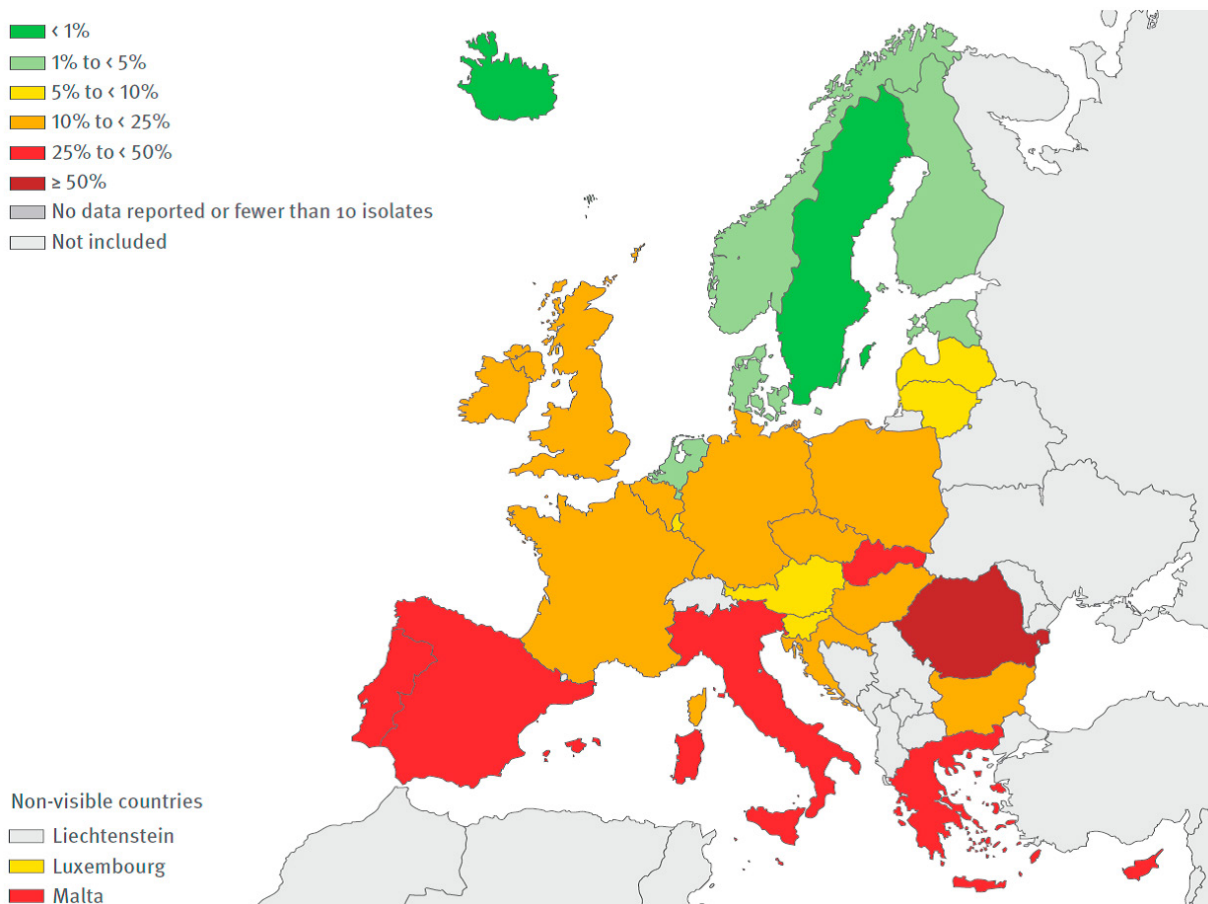 < 1%
1% to < 5%
5% to < 10%
10% to < 25%
25% to < 50%
≥ 50%
No data reported or fewer than 10 isolates
Not included
Non-visible countries
Liechtenstein
Luxembourg
Malta